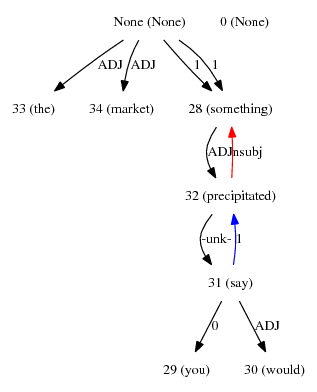 None (None) 0 (None)
ADJ ADJ 1 1
33 (the) 34 (market) 28 (something)
ADJ nsubj
32 (precipitated)
-unk- 1
31 (say)
0 ADJ
29 (you) 30 (would)